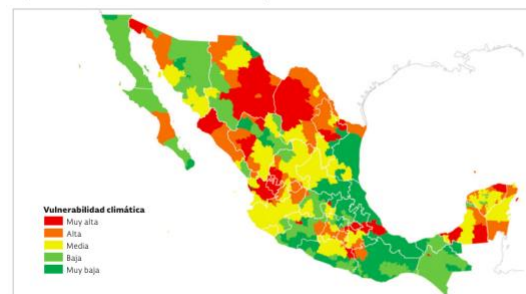 Vulnerabilidad climática
Muy alta
Alta
Media
Baja
Muy baja